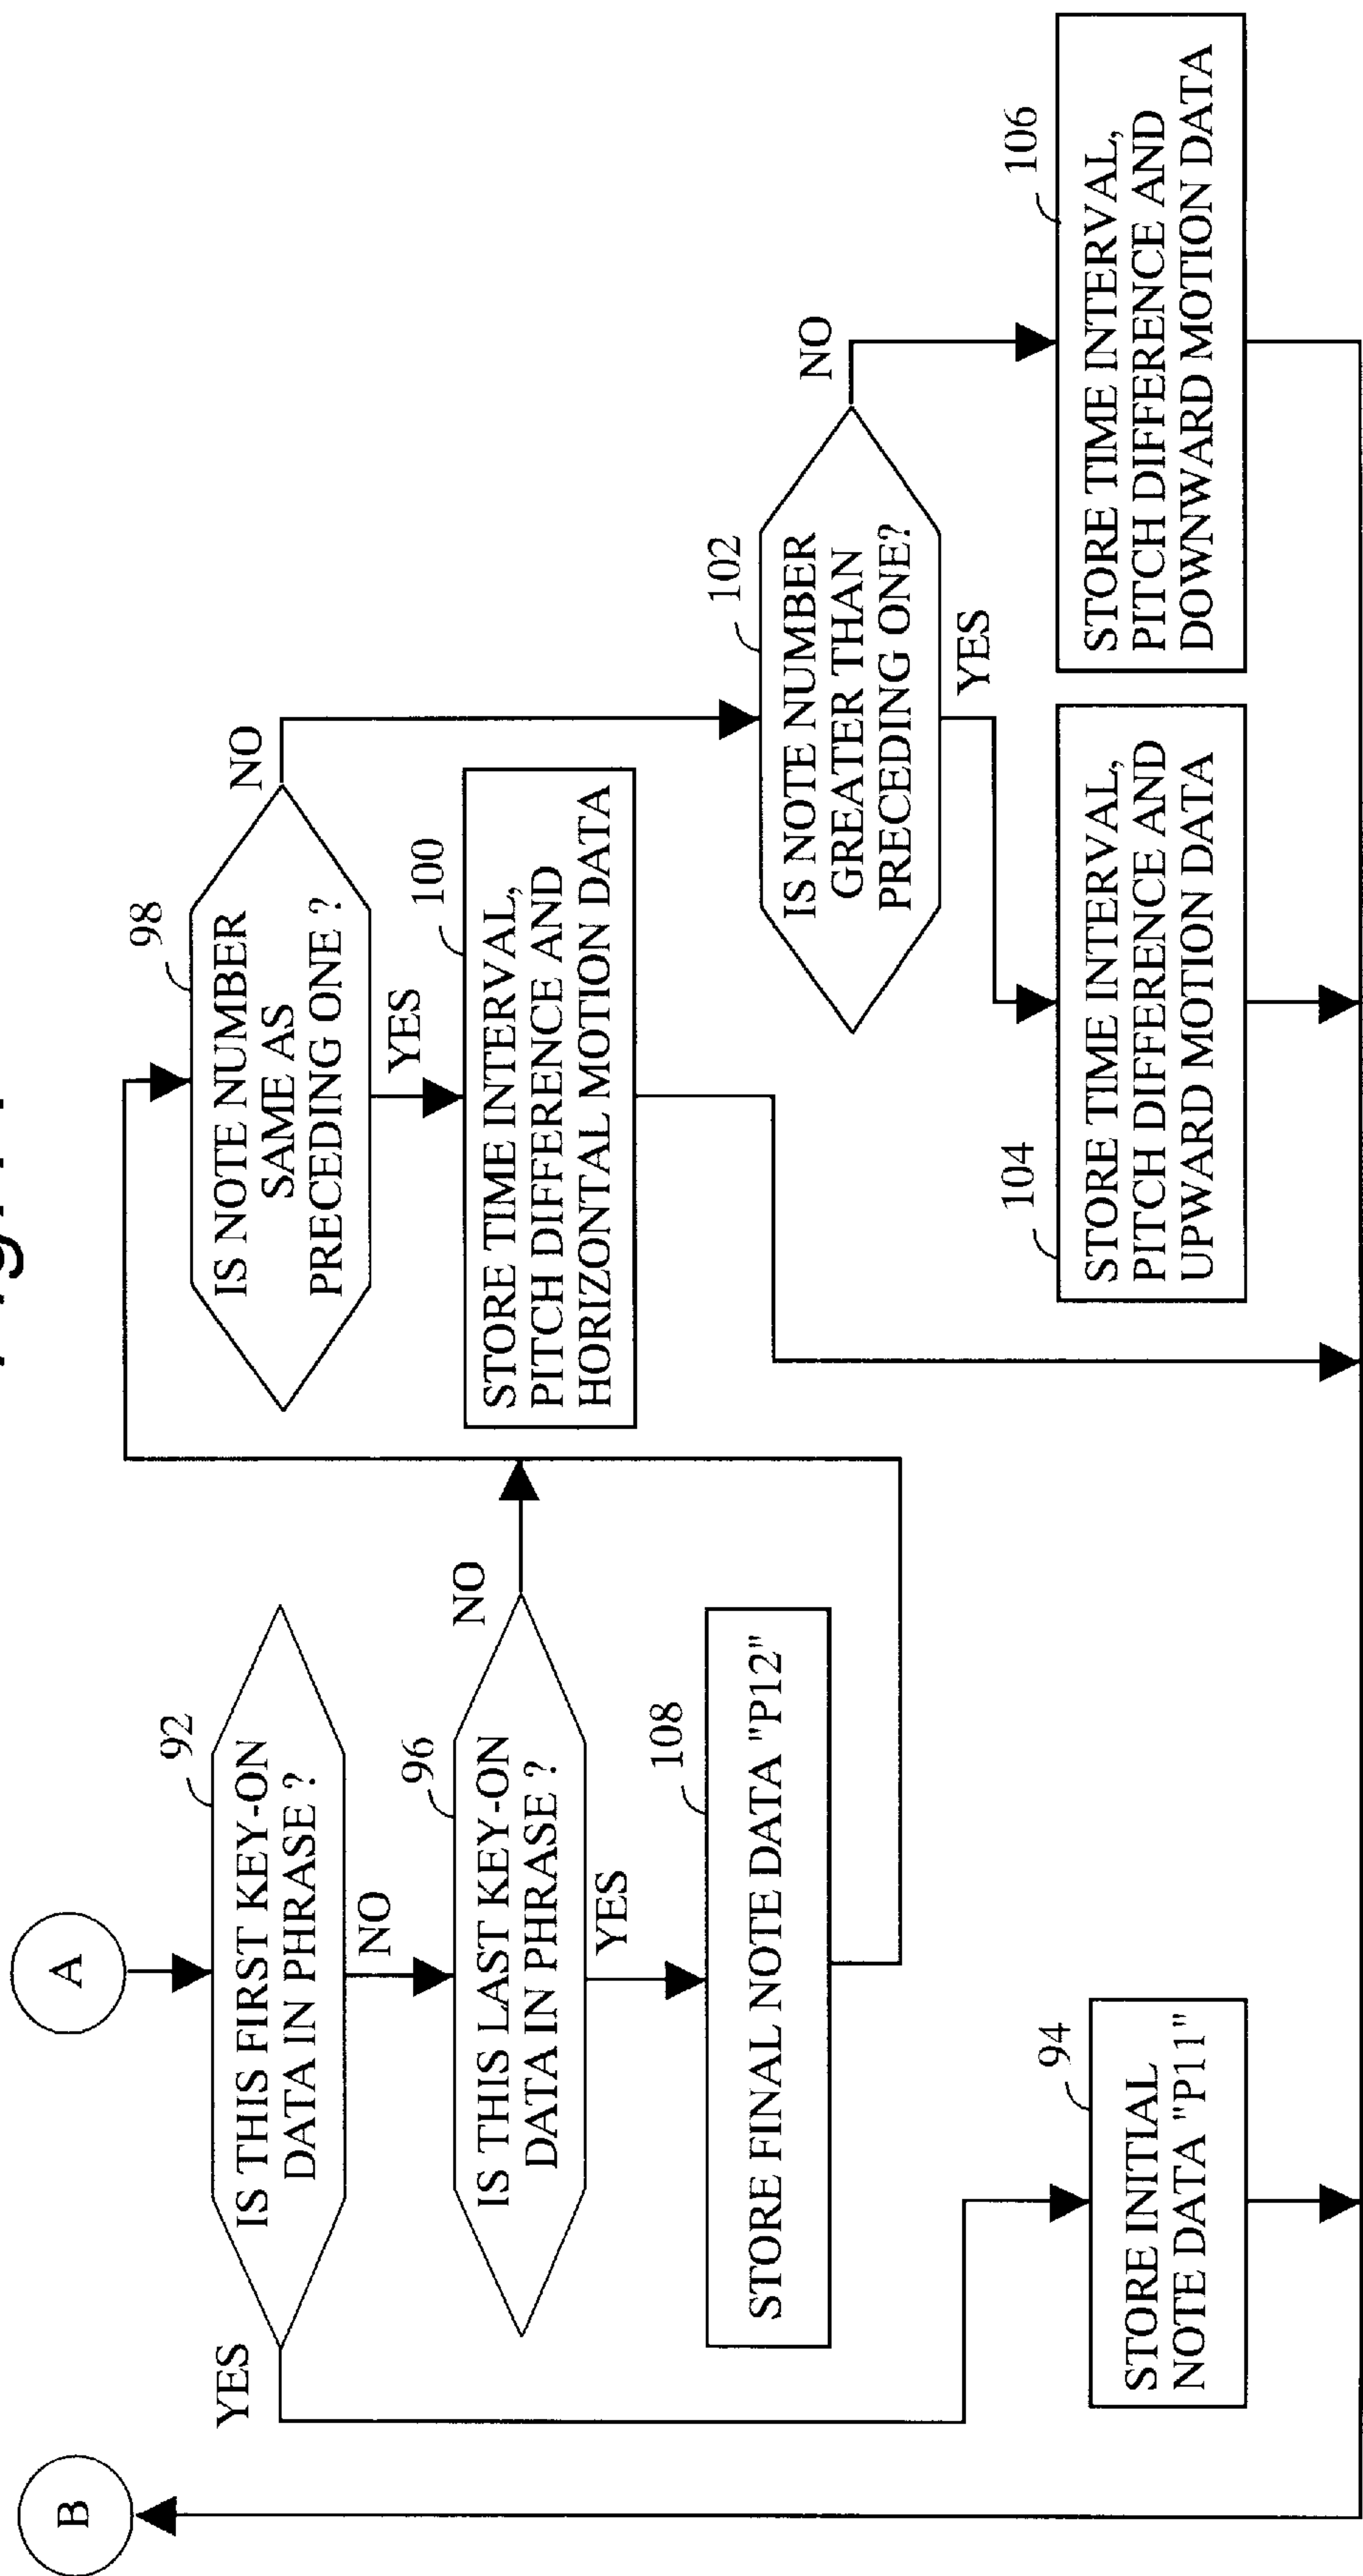 A
B
92
IS THIS FIRST KEY-ON
DATA IN PHRASE ?
YES
NO
96
IS THIS LAST KEY-ON
DATA IN PHRASE ?
NO
YES
108
STORE FINAL NOTE DATA "P12"
94
STORE INITIAL
NOTE DATA "P11"
98
IS NOTE NUMBER
SAME AS
PRECEDING ONE ?
NO
YES
100
STORE TIME INTERVAL,
PITCH DIFFERENCE AND
HORIZONTAL MOTION DATA
102
IS NOTE NUMBER
GREATER THAN
PRECEDING ONE?
NO
YES
104
STORE TIME INTERVAL,
PITCH DIFFERENCE AND
UPWARD MOTION DATA
106
STORE TIME INTERVAL,
PITCH DIFFERENCE AND
DOWNWARD MOTION DATA